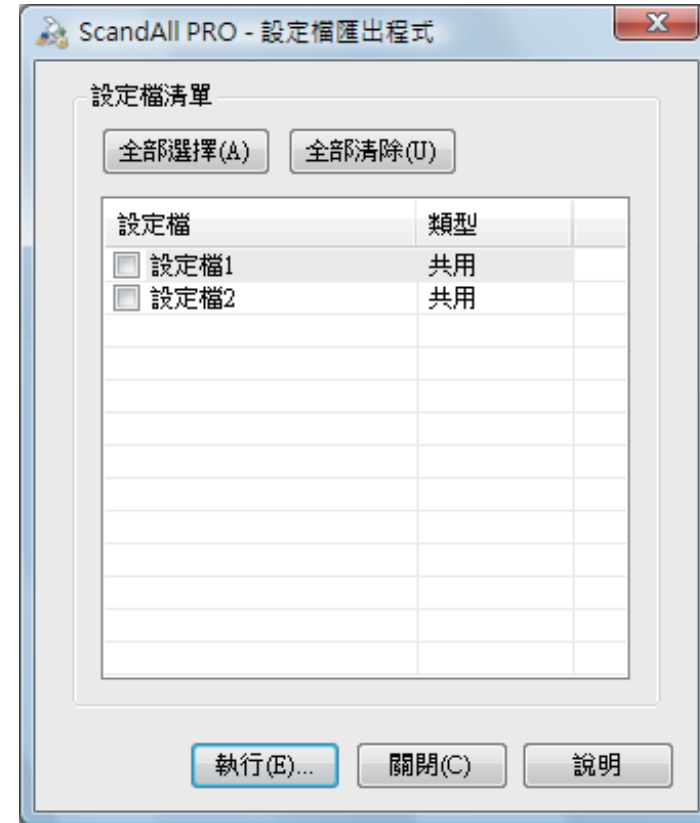 ScandAll PRO - 設定檔匯出程式
設定檔清單
全部選擇(A) 全部清除(U)
設定檔 類型
設定檔1 共用
設定檔2 共用
執行(E)... 關閉(C) 說明